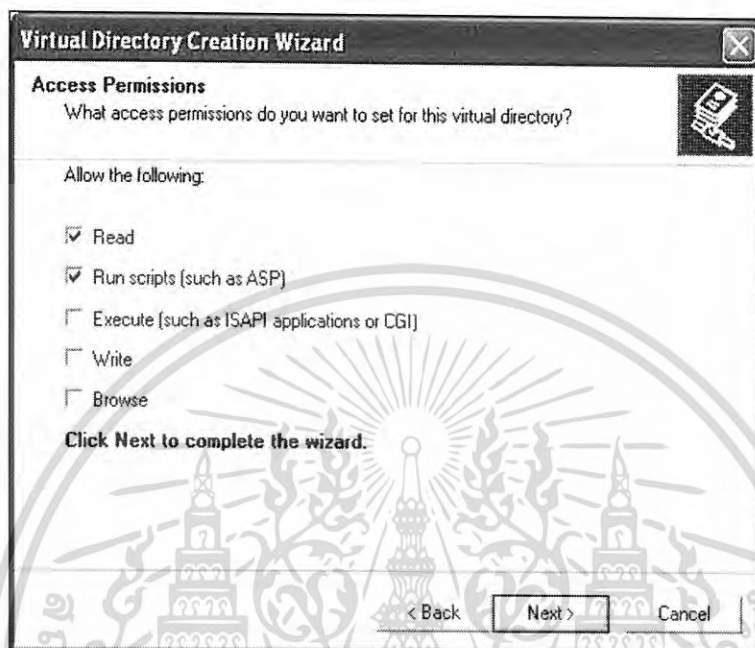 Virtual Directory Creation Wizard
Access Permissions
What access permissions do you want to set for this virtual directory?
Allow the following:
Read
Run scripts (such as ASP)
Execute (such as ISAPI applications or CGI)
Write
Browse
Click Next to complete the wizard.
< Back Next > Cancel